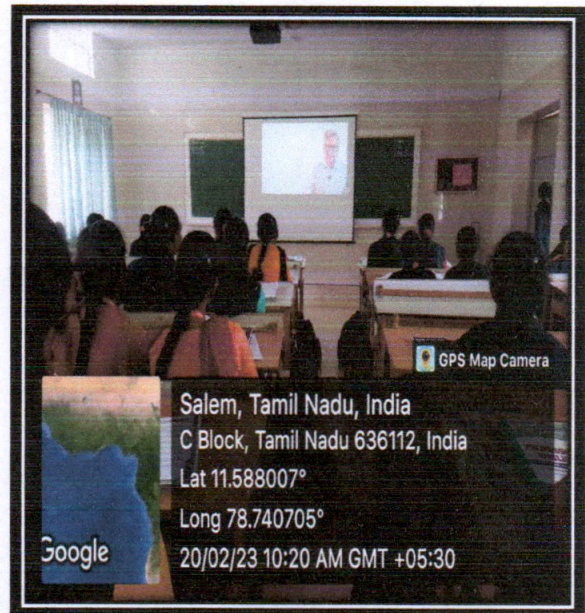 GPS Map Camera
Salem, Tamil Nadu, India
C Block, Tamil Nadu 636112, India
Lat 11.588007°
Long 78.740705°
20/02/23 10:20 AM GMT +05:30
Google